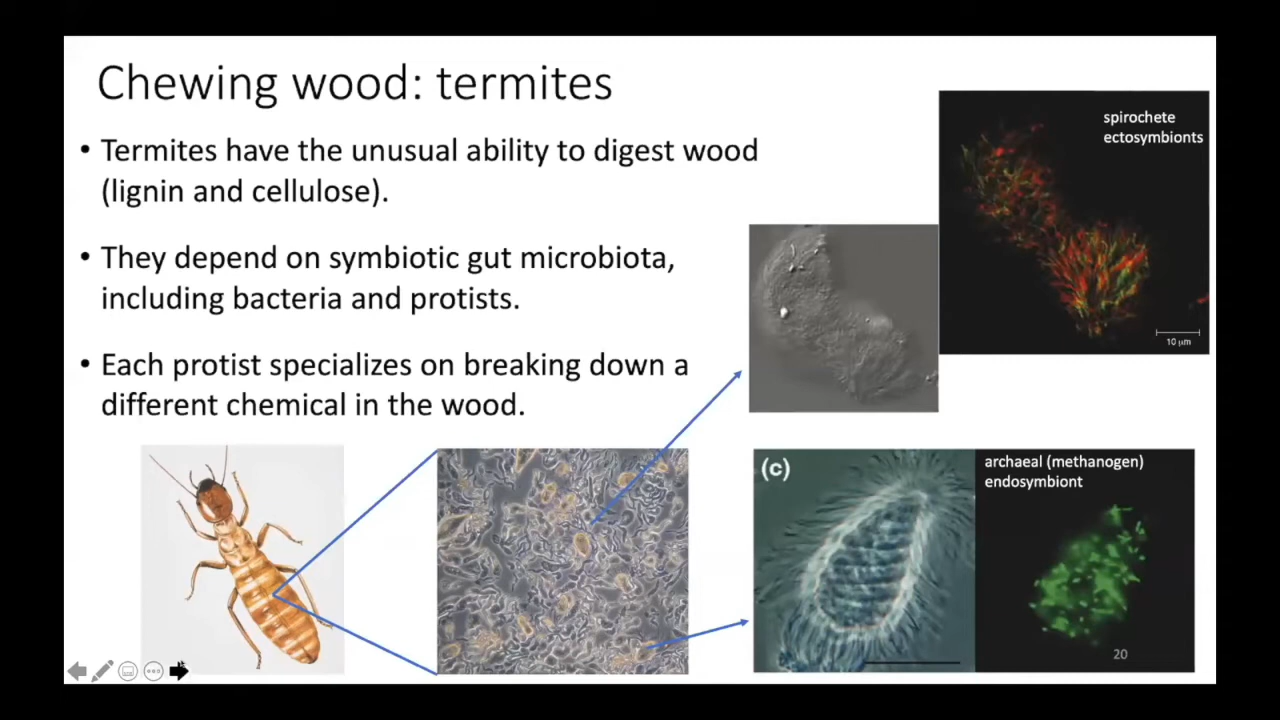 Chewing wood: termites
• Termites have the unusual ability to digest wood
(lignin and cellulose).
• They depend on symbiotic gut microbiota,
including bacteria and protists.
• Each protist specializes on breaking down a
different chemical in the wood.
spirochete
ectosymbionts
10 µm
(c)
archaeal (methanogen)
endosymbiont
20